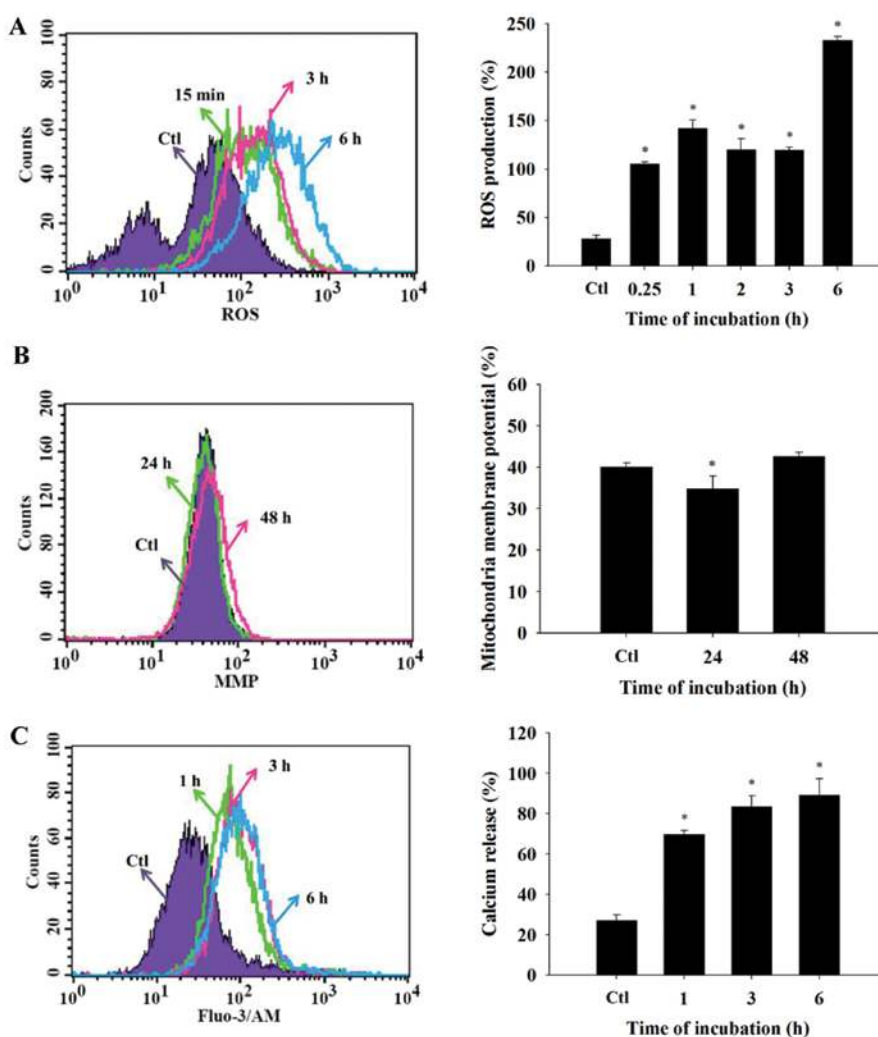 A
Counts
100
80
60
40
20
0
15 min
Ctl
3 h
6 h
10^0 10^1 10^2 10^3 10^4
ROS
ROS production (%)
250
200
150
100
50
0
*
*
*
*
*
Ctl 0.25 1 2 3 6
Time of incubation (h)
B
Counts
200
160
120
80
40
0
24 h
Ctl
48 h
10^0 10^1 10^2 10^3 10^4
MMP
Mitochondria membrane potential (%)
60
50
40
30
20
10
0
*
Ctl 24 48
Time of incubation (h)
C
Counts
100
80
60
40
20
0
1 h
3 h
Ctl
6 h
10^0 10^1 10^2 10^3 10^4
Fluo-3/AM
Calcium release (%)
120
100
80
60
40
20
0
*
*
*
Ctl 1 3 6
Time of incubation (h)